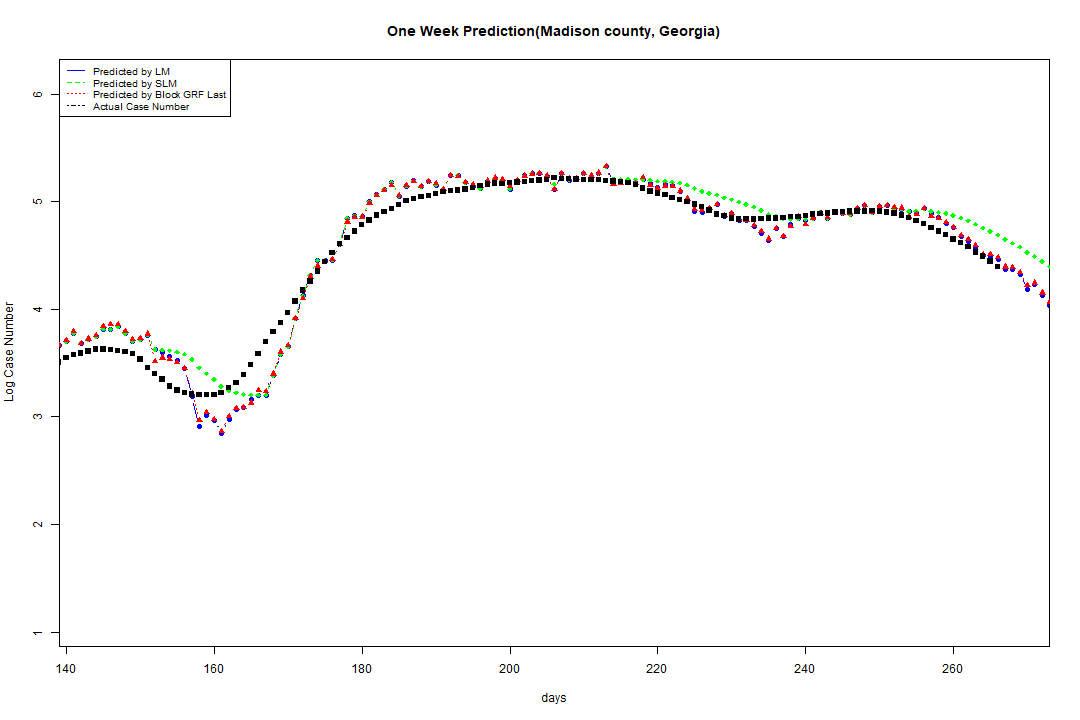 One Week Prediction(Madison county, Georgia)
Predicted by LM
Predicted by SLM
Predicted by Block GRF Last
Actual Case Number
6
5
4
3
2
1
Log Case Number
140 160 180 200 220 240 260
days